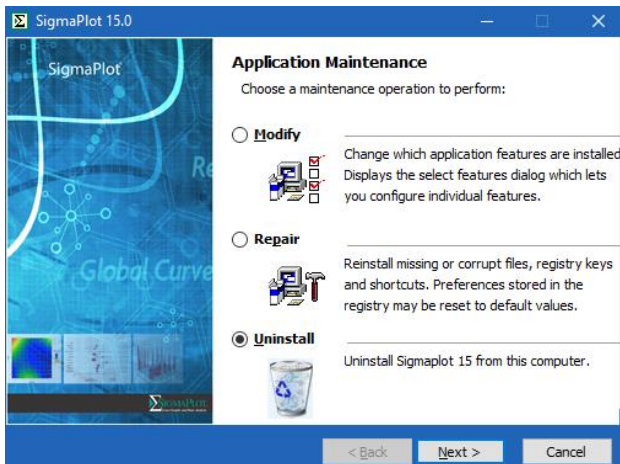 SigmaPlot 15.0
SigmaPlot
Application Maintenance
Choose a maintenance operation to perform:
Modify
Change which application features are installed
Displays the select features dialog which lets
you configure individual features.
Re
Repair
Global Curve
Reinstall missing or corrupt files, registry keys
and shortcuts. Preferences stored in the
registry may be reset to default values.
Uninstall
Uninstall Sigmaplot 15 from this computer.
SIGMAPLOT
< Back
Next >
Cancel